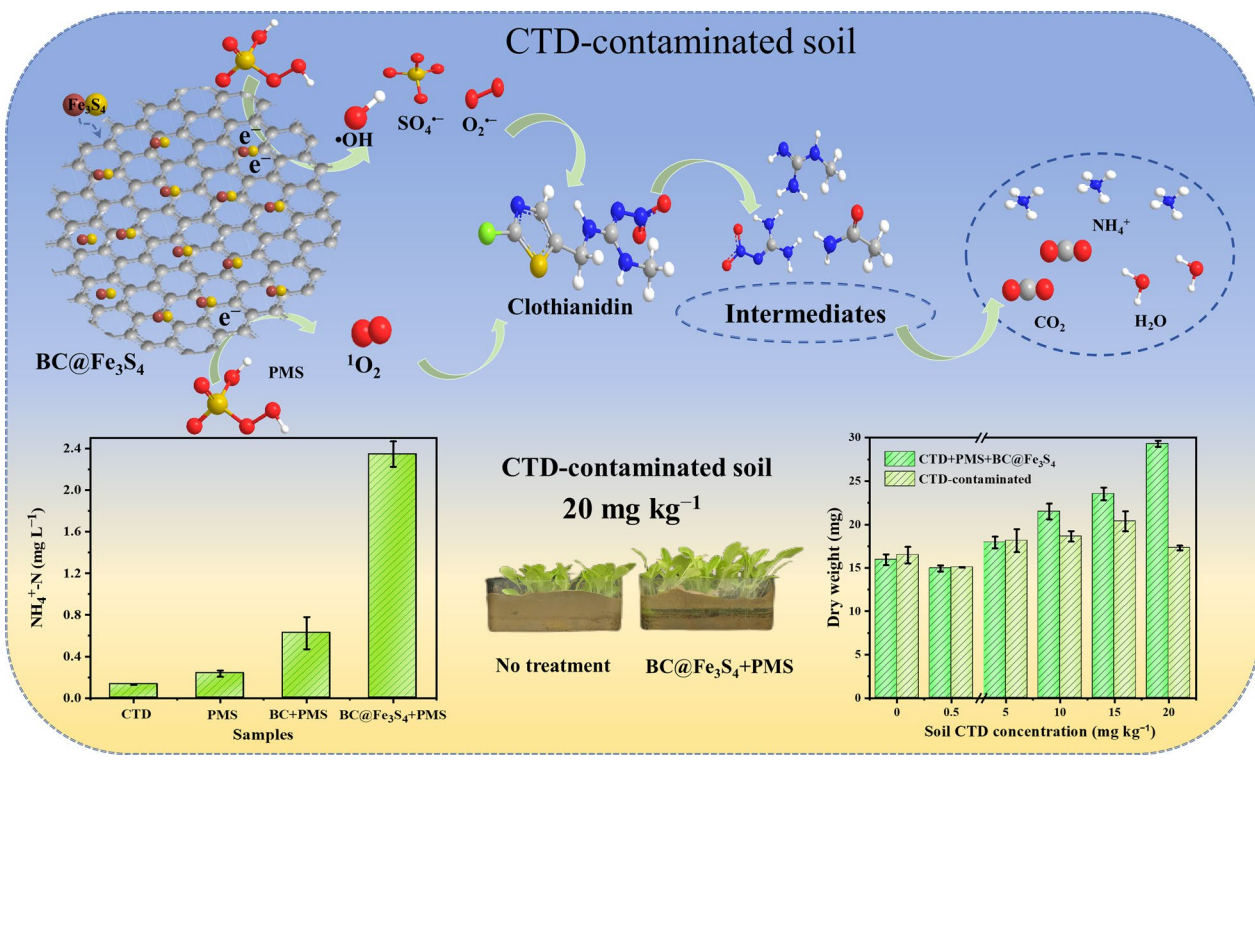 CTD-contaminated soil
Fe₃S₄
e⁻
e⁻
•OH
SO₄•⁻
O₂•⁻
NH₄⁺
Clothianidin
Intermediates
CO₂
H₂O
e⁻
BC@Fe₃S₄
PMS
¹O₂
NH₄⁺-N (mg L⁻¹)
2.4
2.0
1.6
1.2
0.8
0.4
0.0
CTD PMS BC+PMS BC@Fe₃S₄+PMS
Samples
CTD-contaminated soil
20 mg kg⁻¹
No treatment BC@Fe₃S₄+PMS
Dry weight (mg)
30
25
20
15
10
5
0
CTD+PMS+BC@Fe₃S₄
CTD-contaminated
0 0.5 5 10 15 20
Soil CTD concentration (mg kg⁻¹)